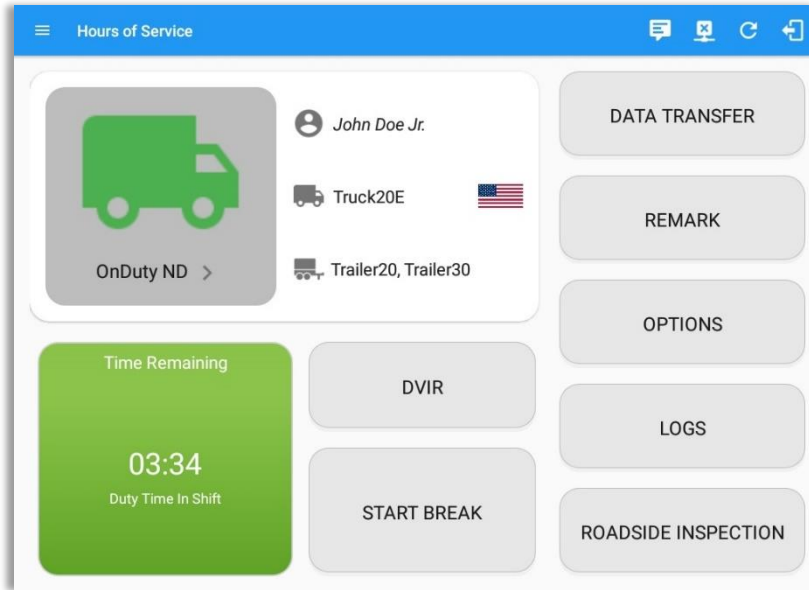 Hours of Service
John Doe Jr.
Truck20E
Trailer20, Trailer30
OnDuty ND
Time Remaining
03:34
Duty Time In Shift
DVIR
START BREAK
DATA TRANSFER
REMARK
OPTIONS
LOGS
ROADSIDE INSPECTION